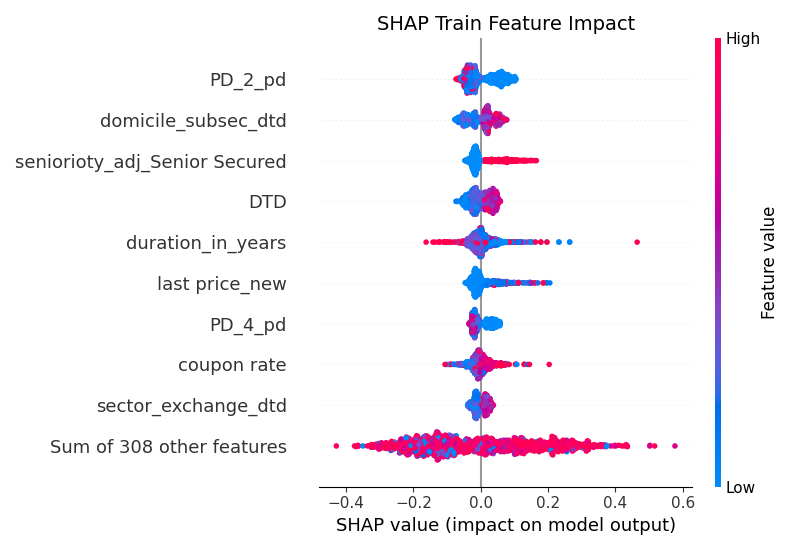 SHAP Train Feature Impact
High
PD_2_pd
domicile_subsec_dtd
seniorioty_adj_Senior Secured
DTD
duration_in_years
last price_new
PD_4_pd
coupon rate
sector_exchange_dtd
Sum of 308 other features
Feature value
Low
−0.4 −0.2 0.0 0.2 0.4 0.6
SHAP value (impact on model output)